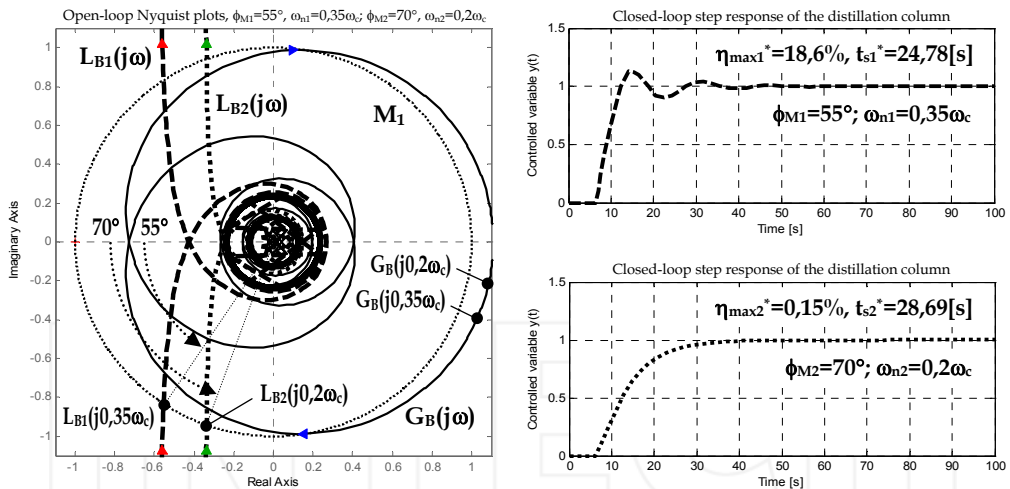 Open-loop Nyquist plots, ϕM1=55°, ωn1=0,35ωc; ϕM2=70°, ωn2=0,2ωc
Imaginary Axis
1
0.8
0.6
0.4
0.2
0
-0.2
-0.4
-0.6
-0.8
-1
LB1(jω)
LB2(jω)
M1
70°
55°
GB(j0,2ωc)
GB(j0,35ωc)
LB2(j0,2ωc)
LB1(j0,35ωc)
GB(jω)
-1 -0.8 -0.6 -0.4 -0.2 0 0.2 0.4 0.6 0.8 1
Real Axis
Closed-loop step response of the distillation column
Controlled variable y(t)
1.5
1
0.5
0
ηmax1*=18,6%, ts1*=24,78[s]
ϕM1=55°; ωn1=0,35ωc
0 10 20 30 40 50 60 70 80 90 100
Time [s]
Closed-loop step response of the distillation column
Controlled variable y(t)
1.5
1
0.5
0
ηmax2*=0,15%, ts2*=28,69[s]
ϕM2=70°; ωn2=0,2ωc
0 10 20 30 40 50 60 70 80 90 100
Time [s]